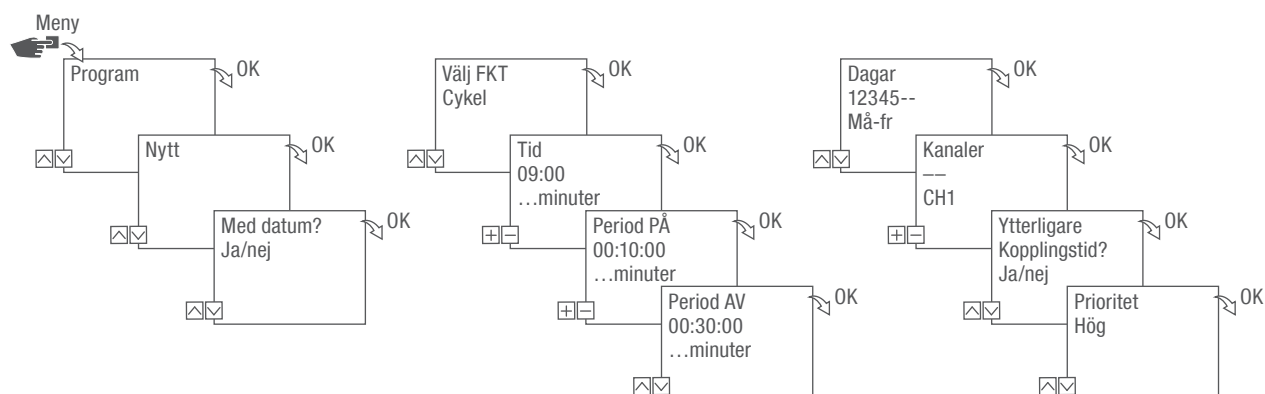 Meny
Program
OK
Nytt
OK
Med datum?
Ja/nej
OK
Välj FKT
Cykel
OK
Tid
09:00
…minuter
OK
Period PÅ
00:10:00
…minuter
OK
Period AV
00:30:00
…minuter
OK
Dagar
12345--
Må-fr
OK
Kanaler
––
CH1
OK
Ytterligare
Kopplingstid?
Ja/nej
OK
Prioritet
Hög
OK